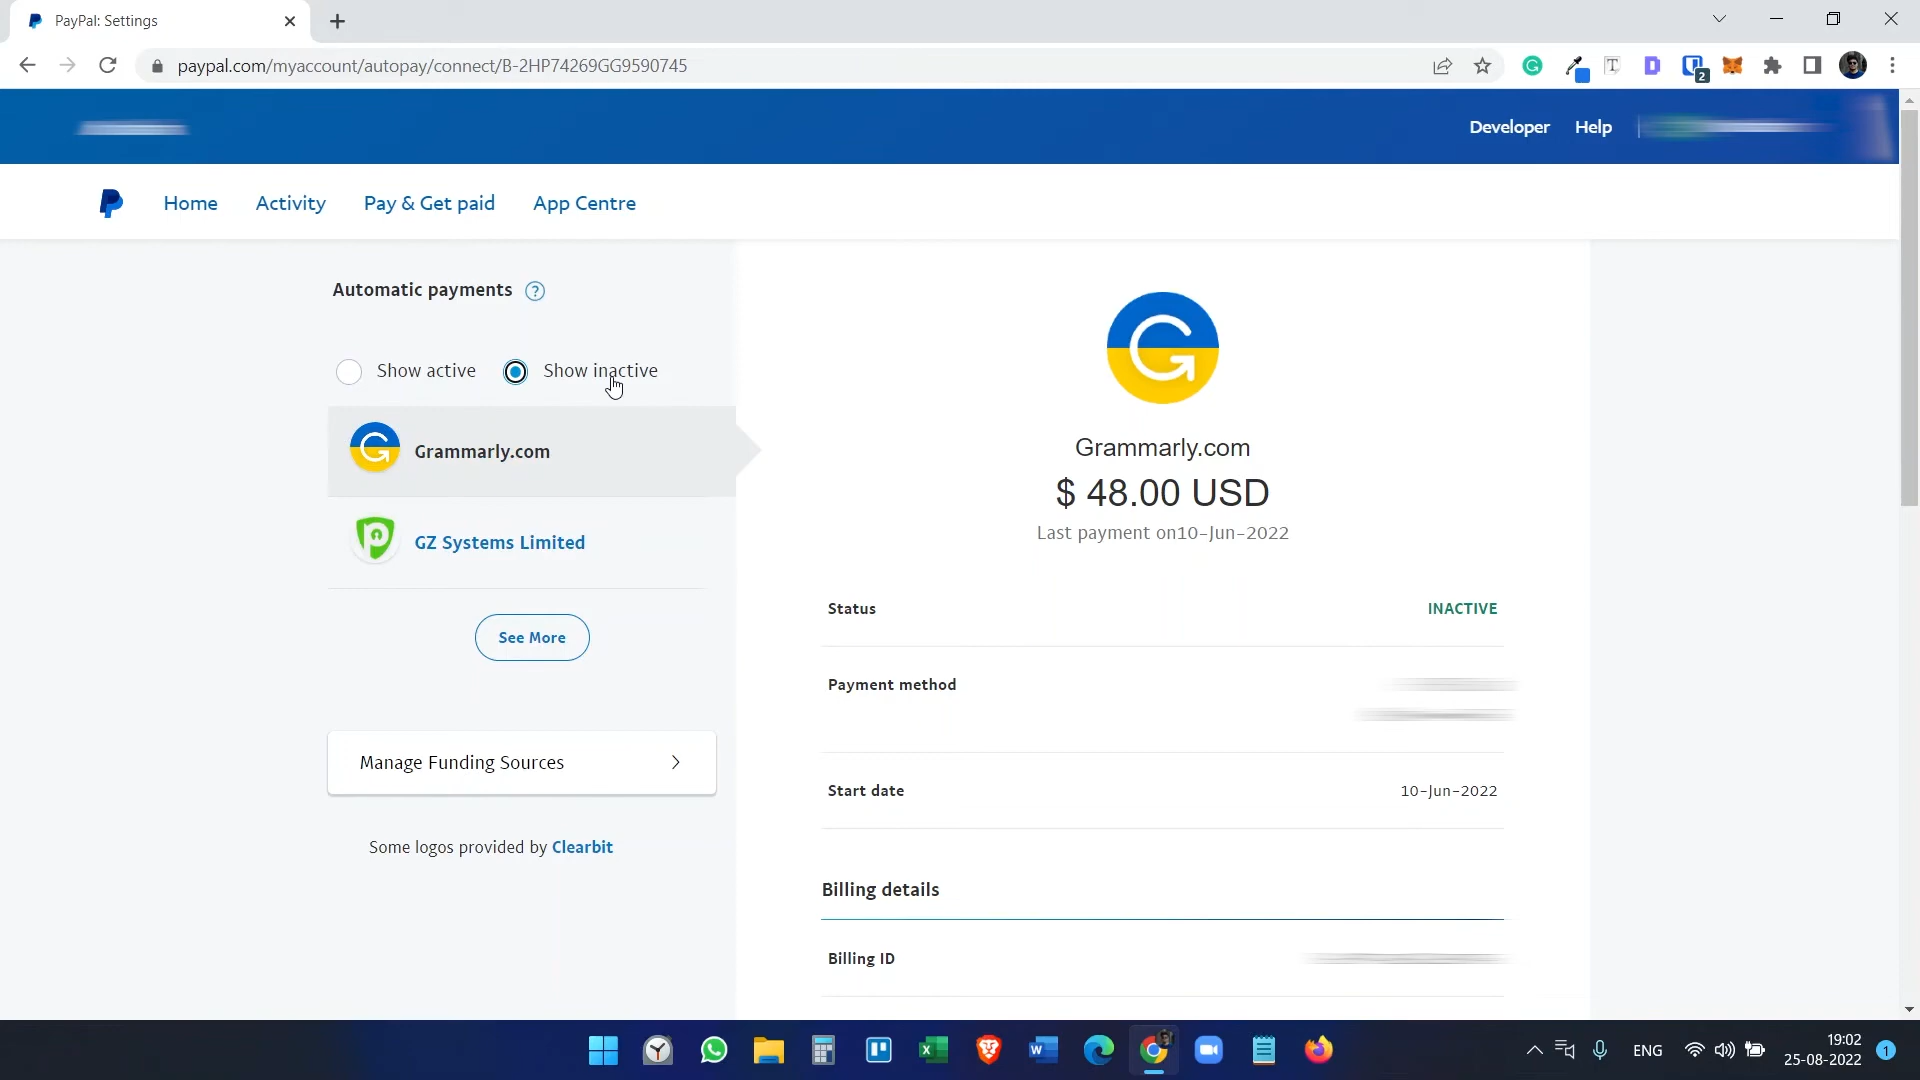 PayPal: Settings
paypal.com/myaccount/autopay/connect/B-2HP74269GG9590745
2
Developer Help
Home Activity Pay & Get paid App Centre
Automatic payments ?
Show active Show inactive
Grammarly.com
GZ Systems Limited
See More
Manage Funding Sources
Some logos provided by Clearbit
Grammarly.com
$ 48.00 USD
Last payment on10-Jun-2022
Status INACTIVE
Payment method
Start date 10-Jun-2022
Billing details
Billing ID
ENG
19:02
25-08-2022
1